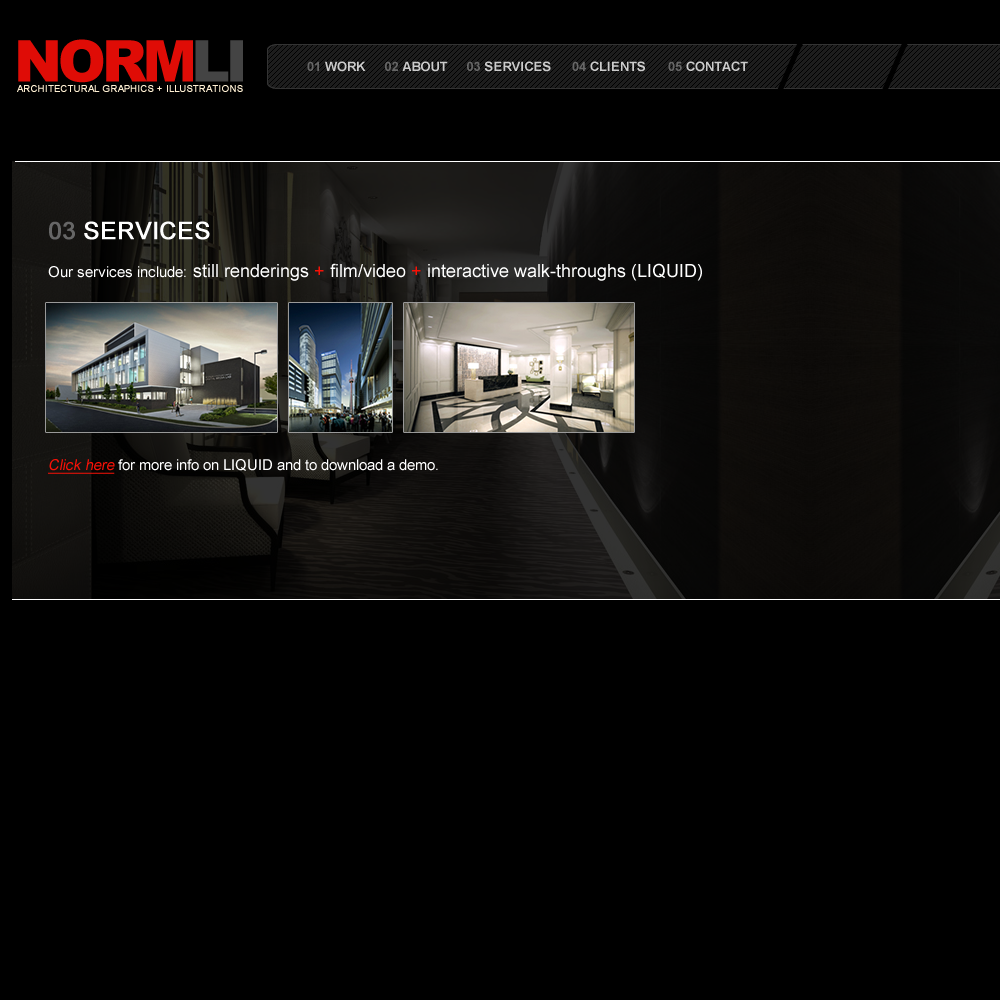 NORMLI
ARCHITECTURAL GRAPHICS + ILLUSTRATIONS
01 WORK 02 ABOUT 03 SERVICES 04 CLIENTS 05 CONTACT
03 SERVICES
Our services include: still renderings + film/video + interactive walk-throughs (LIQUID)
Click here for more info on LIQUID and to download a demo.